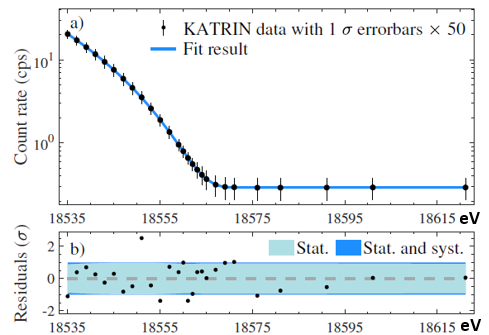 a)
KATRIN data with 1 σ errorbars × 50
Fit result
Count rate (cps)
10¹
10⁰
18535 18555 18575 18595 18615 eV
b)
Stat. Stat. and syst.
Residuals (σ)
2
0
−2
18535 18555 18575 18595 18615 eV